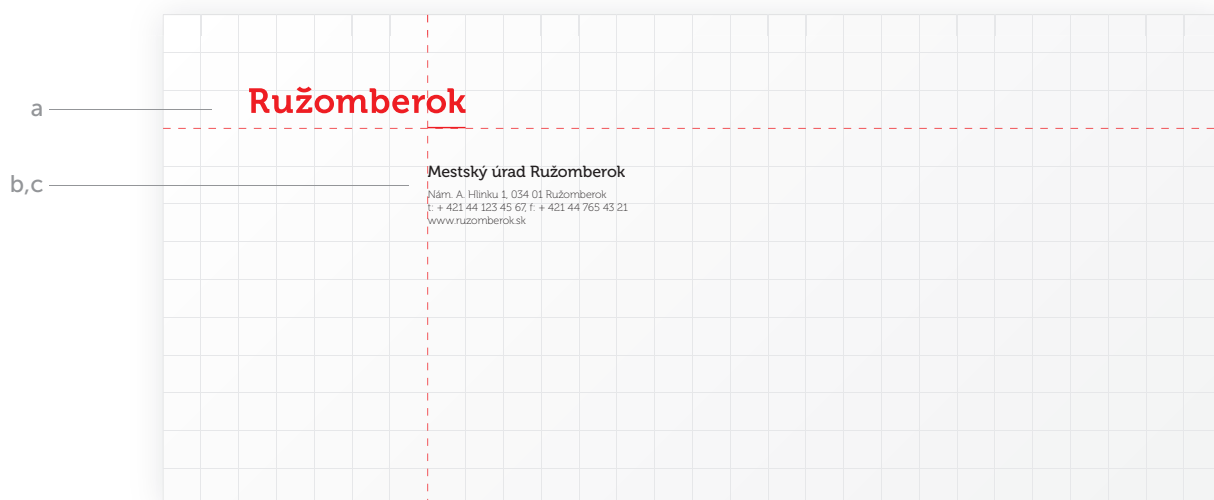 Ružomberok
a
Mestský úrad Ružomberok
b,c
Nám. A. Hlinku 1, 034 01 Ružomberok
t: + 421 44 123 45 67, f: + 421 44 765 43 21
www.ruzomberok.sk